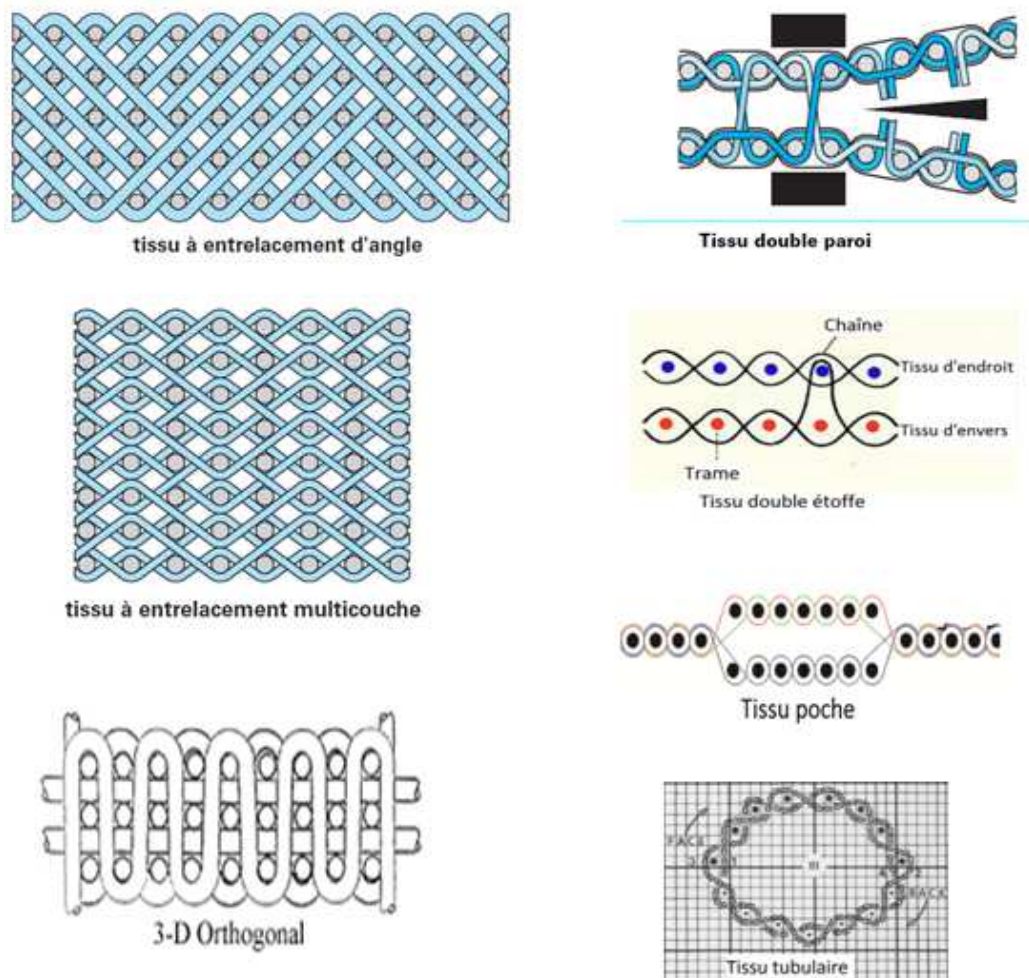 tissu à entrelacement d'angle
Tissu double paroi
Chaîne
Tissu d'endroit
Tissu d'envers
Trame
Tissu double étoffe
tissu à entrelacement multicouche
Tissu poche
3-D Orthogonal
FACE
BACK
Tissu tubulaire